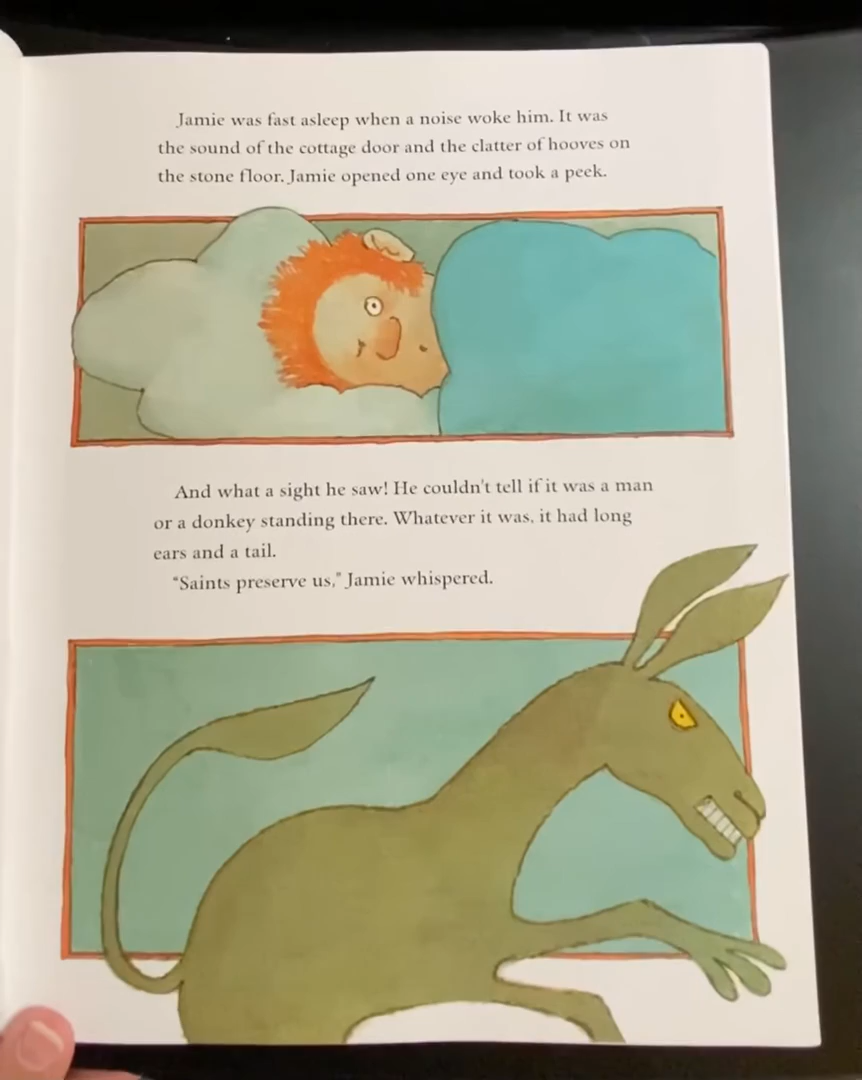 Jamie was fast asleep when a noise woke him. It was
the sound of the cottage door and the clatter of hooves on
the stone floor. Jamie opened one eye and took a peek.
And what a sight he saw! He couldn't tell if it was a man
or a donkey standing there. Whatever it was, it had long
ears and a tail.
"Saints preserve us," Jamie whispered.